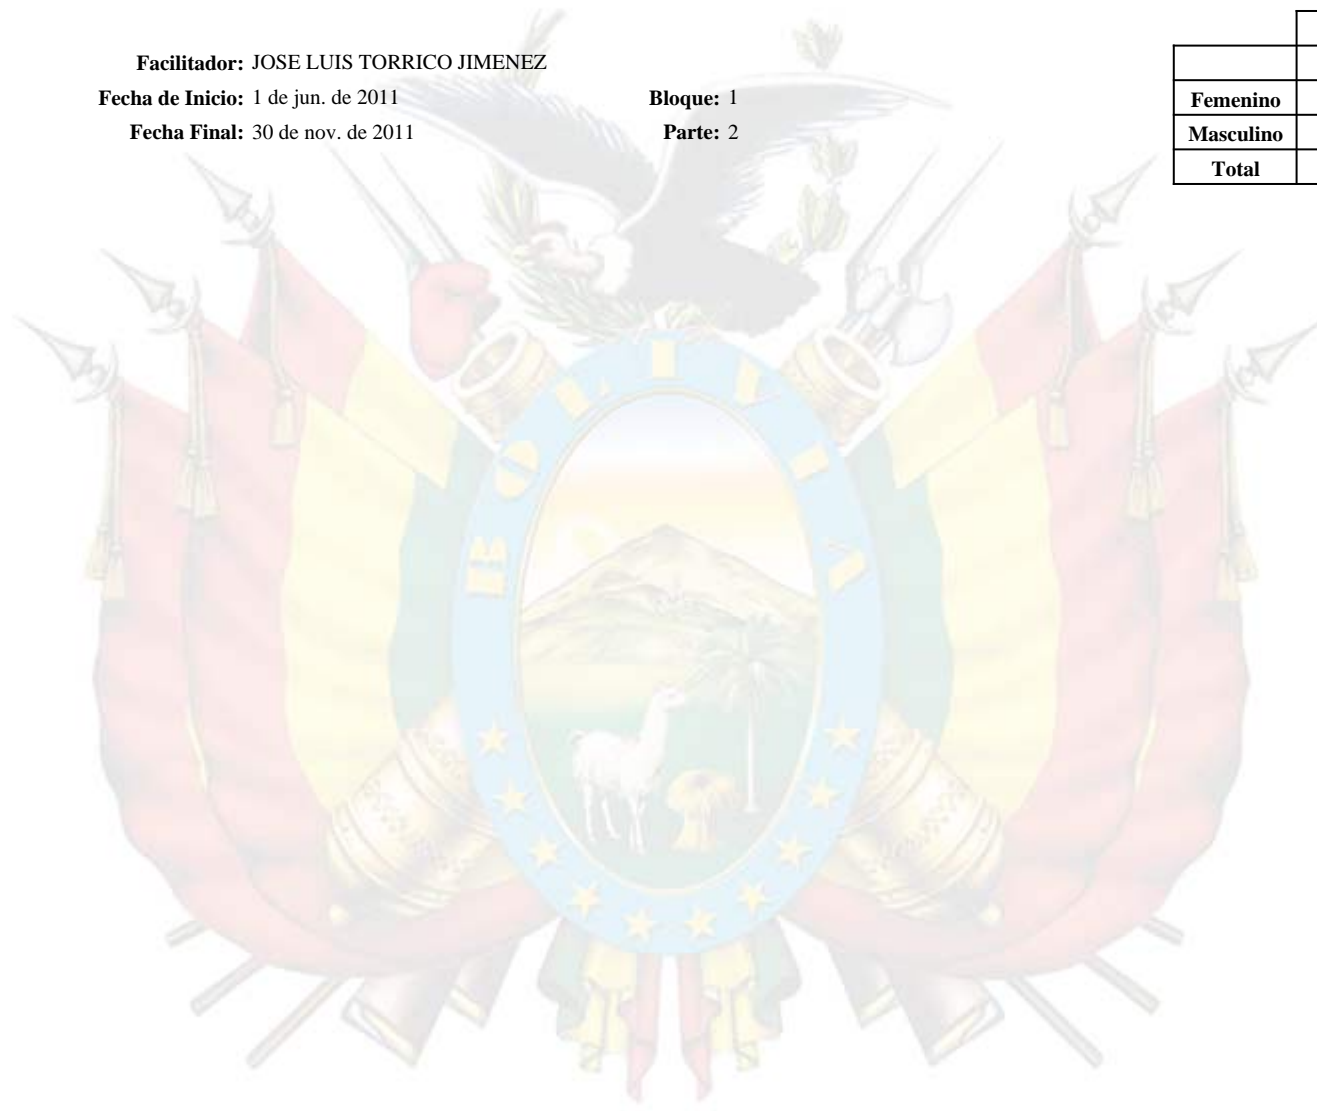 Facilitador: JOSE LUIS TORRICO JIMENEZ
Fecha de Inicio: 1 de jun. de 2011 Bloque: 1
Fecha Final: 30 de nov. de 2011 Parte: 2
Femenino
Masculino
Total
BOLIVIA